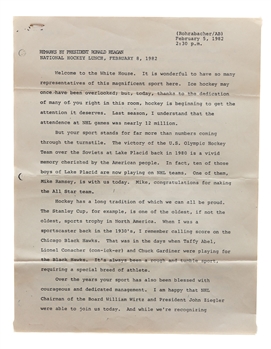 (Rohrabacher/AB)
February 5, 1982
2:30 p.m.
REMARKS BY PRESIDENT RONALD REAGAN
NATIONAL HOCKEY LUNCH, FEBRUARY 8, 1982
Welcome to the White House. It is wonderful to have so many
representatives of this magnificent sport here. Ice hockey may
once have been overlooked; but, today, thanks to the dedication
of many of you right in this room, hockey is beginning to get the
attention it deserves. Last season, I understand that the
attendence at NHL games was nearly 12 million.
But your sport stands for far more than numbers coming
through the turnstile. The victory of the U.S. Olympic Hockey
Team over the Soviets at Lake Placid back in 1980 is a vivid
memory cherished by the American people. In fact, ten of those
boys of Lake Placid are now playing on NHL teams. One of them,
Mike Ramsey, is with us today. Mike, congratulations for making
the All Star team.
Hockey has a long tradition of which we can all be proud.
The Stanley Cup, for example, is one of the oldest, if not the
oldest, sports trophy in North America. When I was a
sportscaster back in the 1930's, I remember calling score on the
Chicago Black Hawks. That was in the days when Taffy Abel,
Lionel Conacher and Chuck Gardiner were playing for
the Black Hawks. It's always been a rough and tumble sport,
requiring a special breed of athlete.
Over the years your sport has also been blessed with
courageous and dedicated management. I am happy that NHL
Chairman of the Board William Wirtz and President John Ziegler
were able to join us today. And while we're recognizing